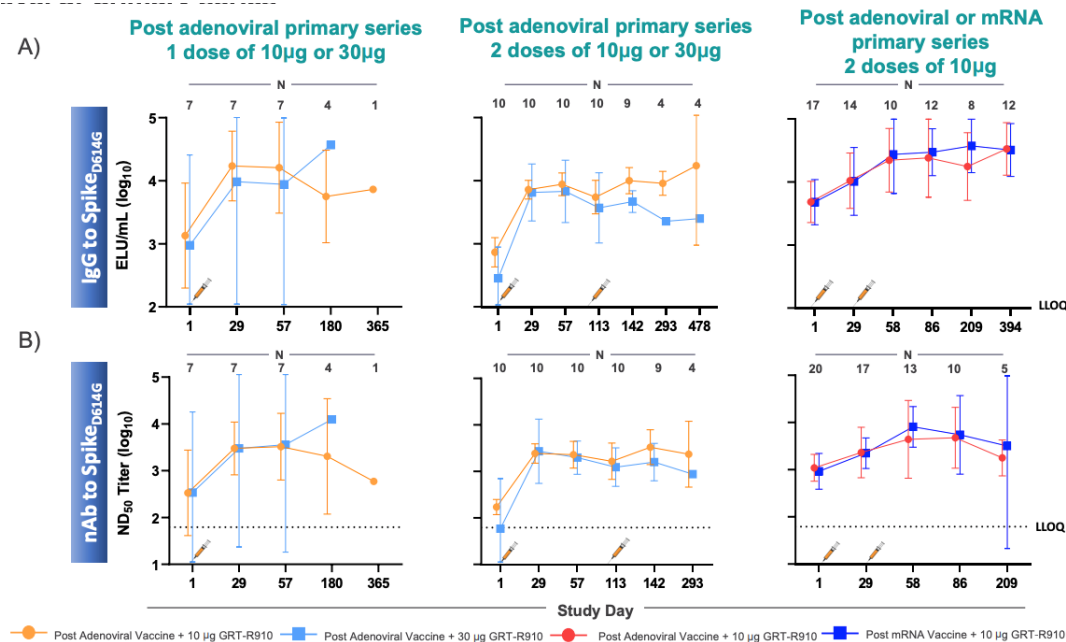 A)
Post adenoviral primary series
1 dose of 10µg or 30µg
Post adenoviral primary series
2 doses of 10µg or 30µg
Post adenoviral or mRNA
primary series
2 doses of 10µg
IgG to SpikeD614G
ELU/mL (log10)
N
7 7 7 4 1
5
4
3
2
1 29 57 180 365
N
10 10 10 10 9 4 4
1 29 57 113 142 293 478
N
17 14 10 12 8 12
LLOQ
1 29 58 86 209 394
B)
nAb to SpikeD614G
ND50 Titer (log10)
N
7 7 7 4 1
5
4
3
2
1
1 29 57 180 365
N
10 10 10 10 9 4
1 29 57 113 142 293
N
20 17 13 10 5
LLOQ
1 29 58 86 209
Study Day
Post Adenoviral Vaccine + 10 µg GRT-R910 Post Adenoviral Vaccine + 30 µg GRT-R910 Post Adenoviral Vaccine + 10 µg GRT-R910 Post mRNA Vaccine + 10 µg GRT-R910